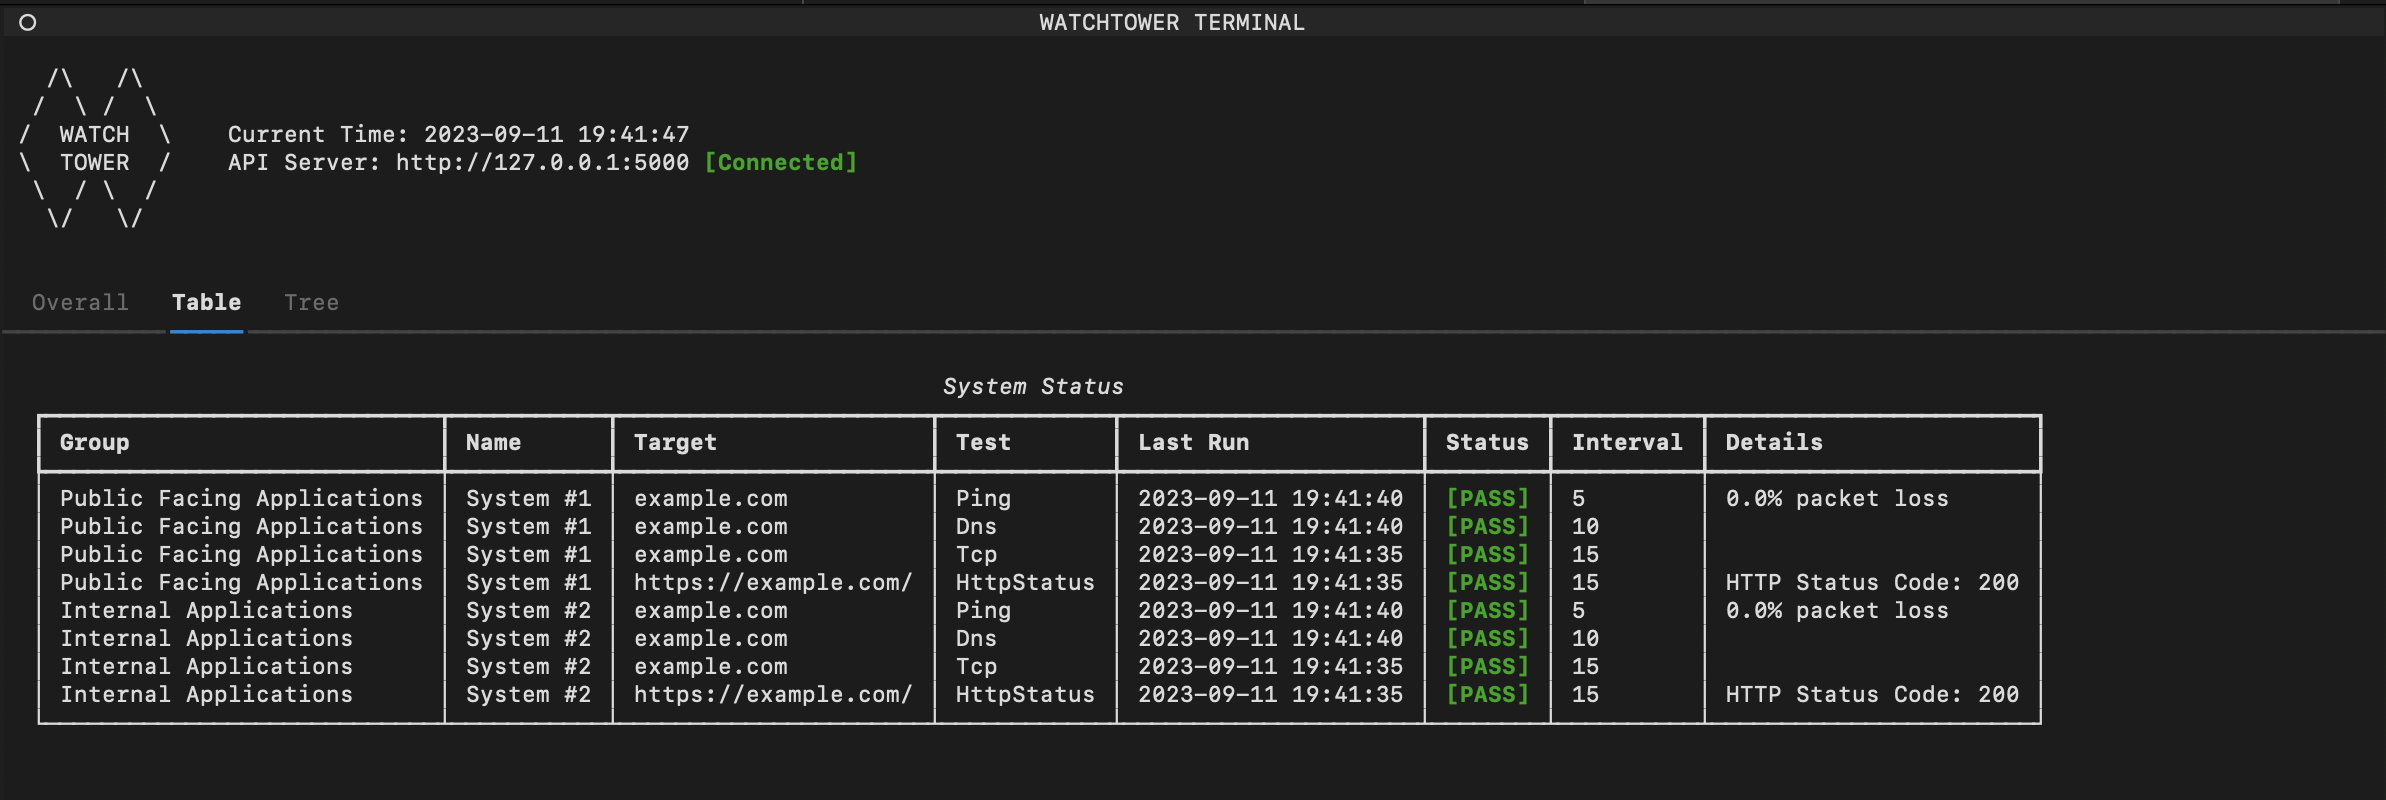 WATCHTOWER TERMINAL
WATCH
TOWER
Current Time: 2023-09-11 19:41:47
API Server: http://127.0.0.1:5000 [Connected]
Overall Table Tree
System Status
Group Name Target Test Last Run Status Interval Details
Public Facing Applications System #1 example.com Ping 2023-09-11 19:41:40 [PASS] 5 0.0% packet loss
Public Facing Applications System #1 example.com Dns 2023-09-11 19:41:40 [PASS] 10
Public Facing Applications System #1 example.com Tcp 2023-09-11 19:41:35 [PASS] 15
Public Facing Applications System #1 https://example.com/ HttpStatus 2023-09-11 19:41:35 [PASS] 15 HTTP Status Code: 200
Internal Applications System #2 example.com Ping 2023-09-11 19:41:40 [PASS] 5 0.0% packet loss
Internal Applications System #2 example.com Dns 2023-09-11 19:41:40 [PASS] 10
Internal Applications System #2 example.com Tcp 2023-09-11 19:41:35 [PASS] 15
Internal Applications System #2 https://example.com/ HttpStatus 2023-09-11 19:41:35 [PASS] 15 HTTP Status Code: 200